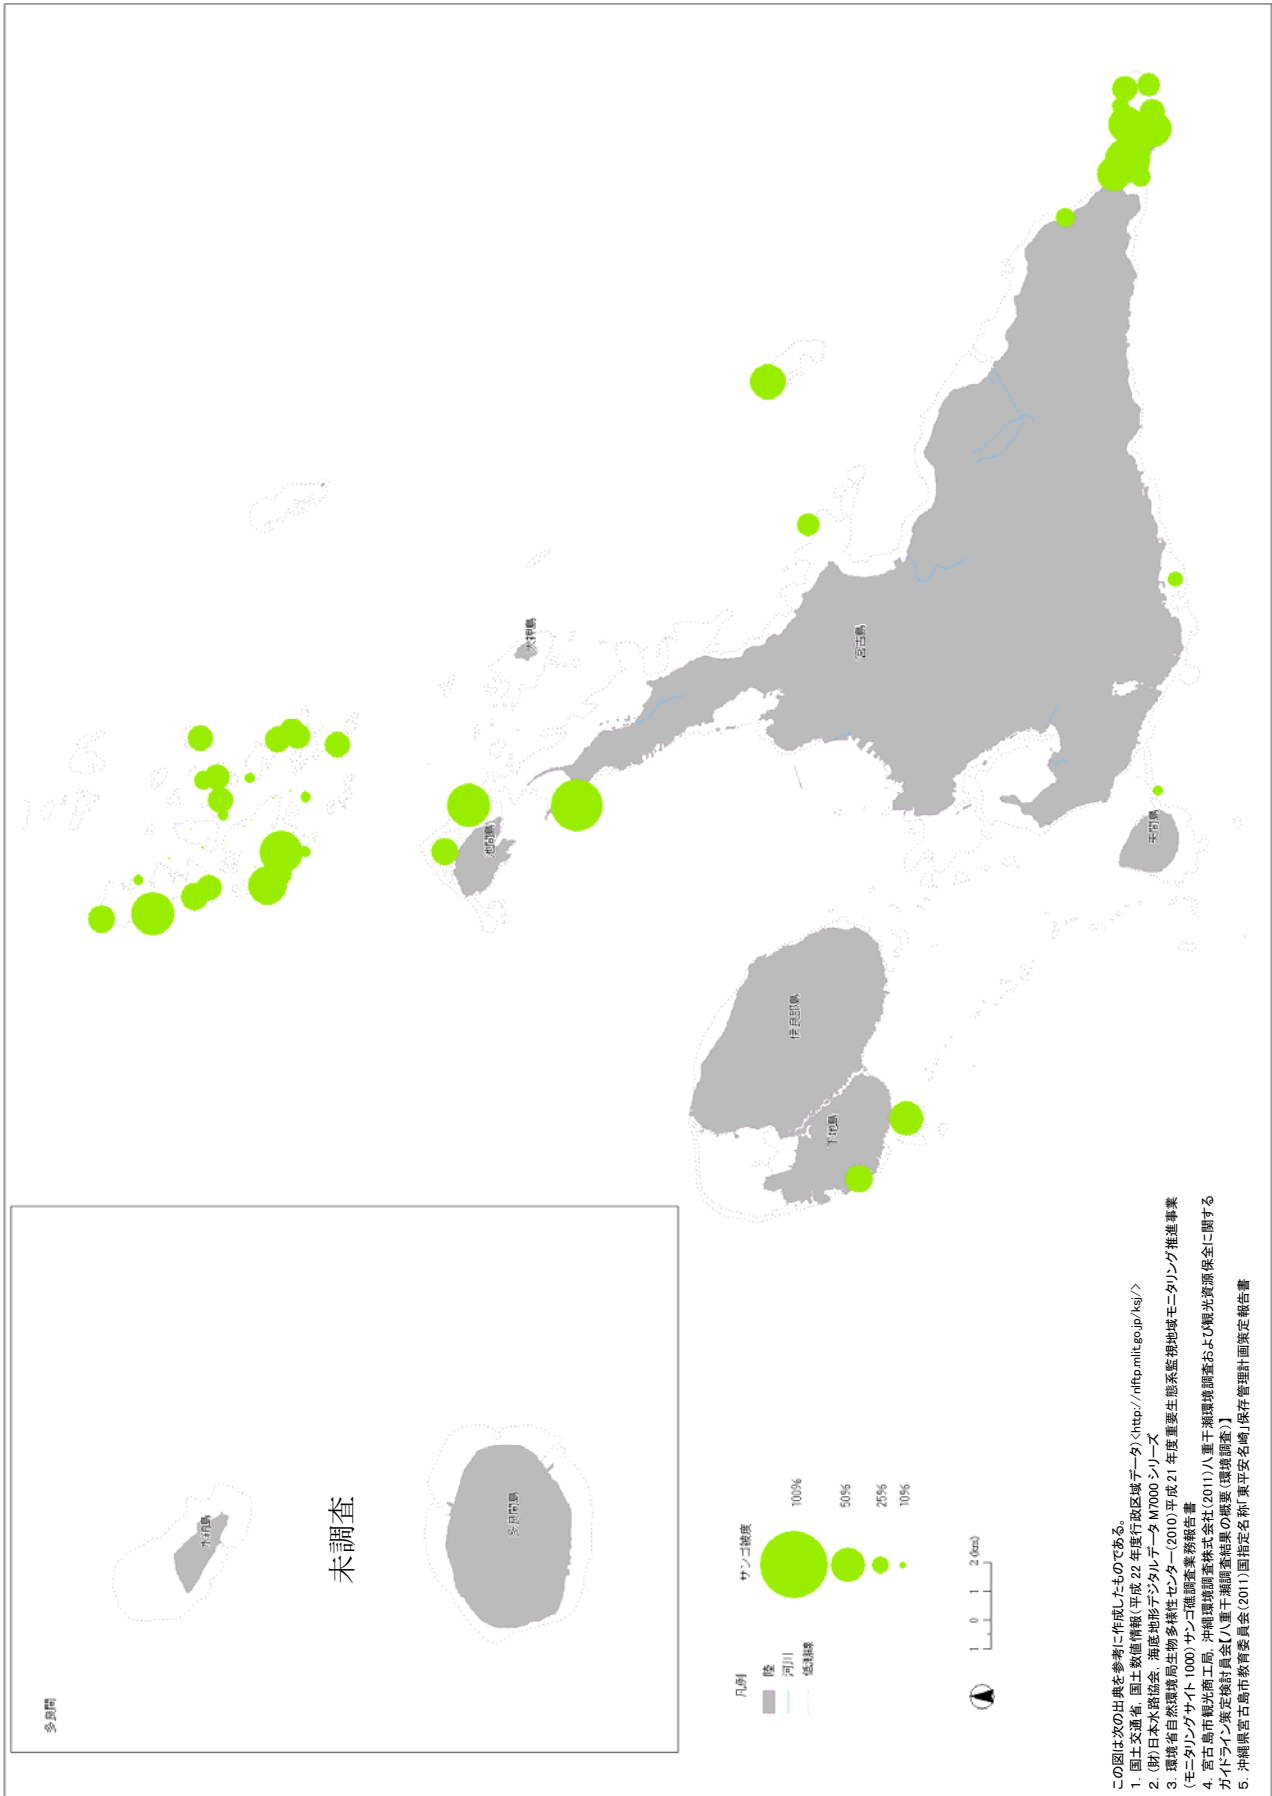 多良間
水納島
未調査
多良間島
大神島
池間島
宮古島
伊良部島
下地島
来間島
凡例
陸
河川
低潮線
サンゴ被度
100%
50%
25%
10%
1 0 1 2 (km)
この図は次の出典を参考に作成したものである。
1. 国土交通省, 国土数値情報(平成 22 年度行政区域データ)<http://nlftp.mlit.go.jp/ksj/>
2. (財)日本水路協会, 海底地形デジタルデータ M7000 シリーズ
3. 環境省自然環境局生物多様性センター(2010)平成 21 年度重要生態系監視地域モニタリング推進事業
(モニタリングサイト 1000)サンゴ礁調査業務報告書
4. 宮古島市観光商工局, 沖縄環境調査株式会社(2011)八重干瀬環境調査および観光資源保全に関する
ガイドライン策定検討員会【八重干瀬調査結果の概要(環境調査)】
5. 沖縄県宮古島市教育委員会(2011)国指定名称「東平安名崎」保存管理計画策定報告書